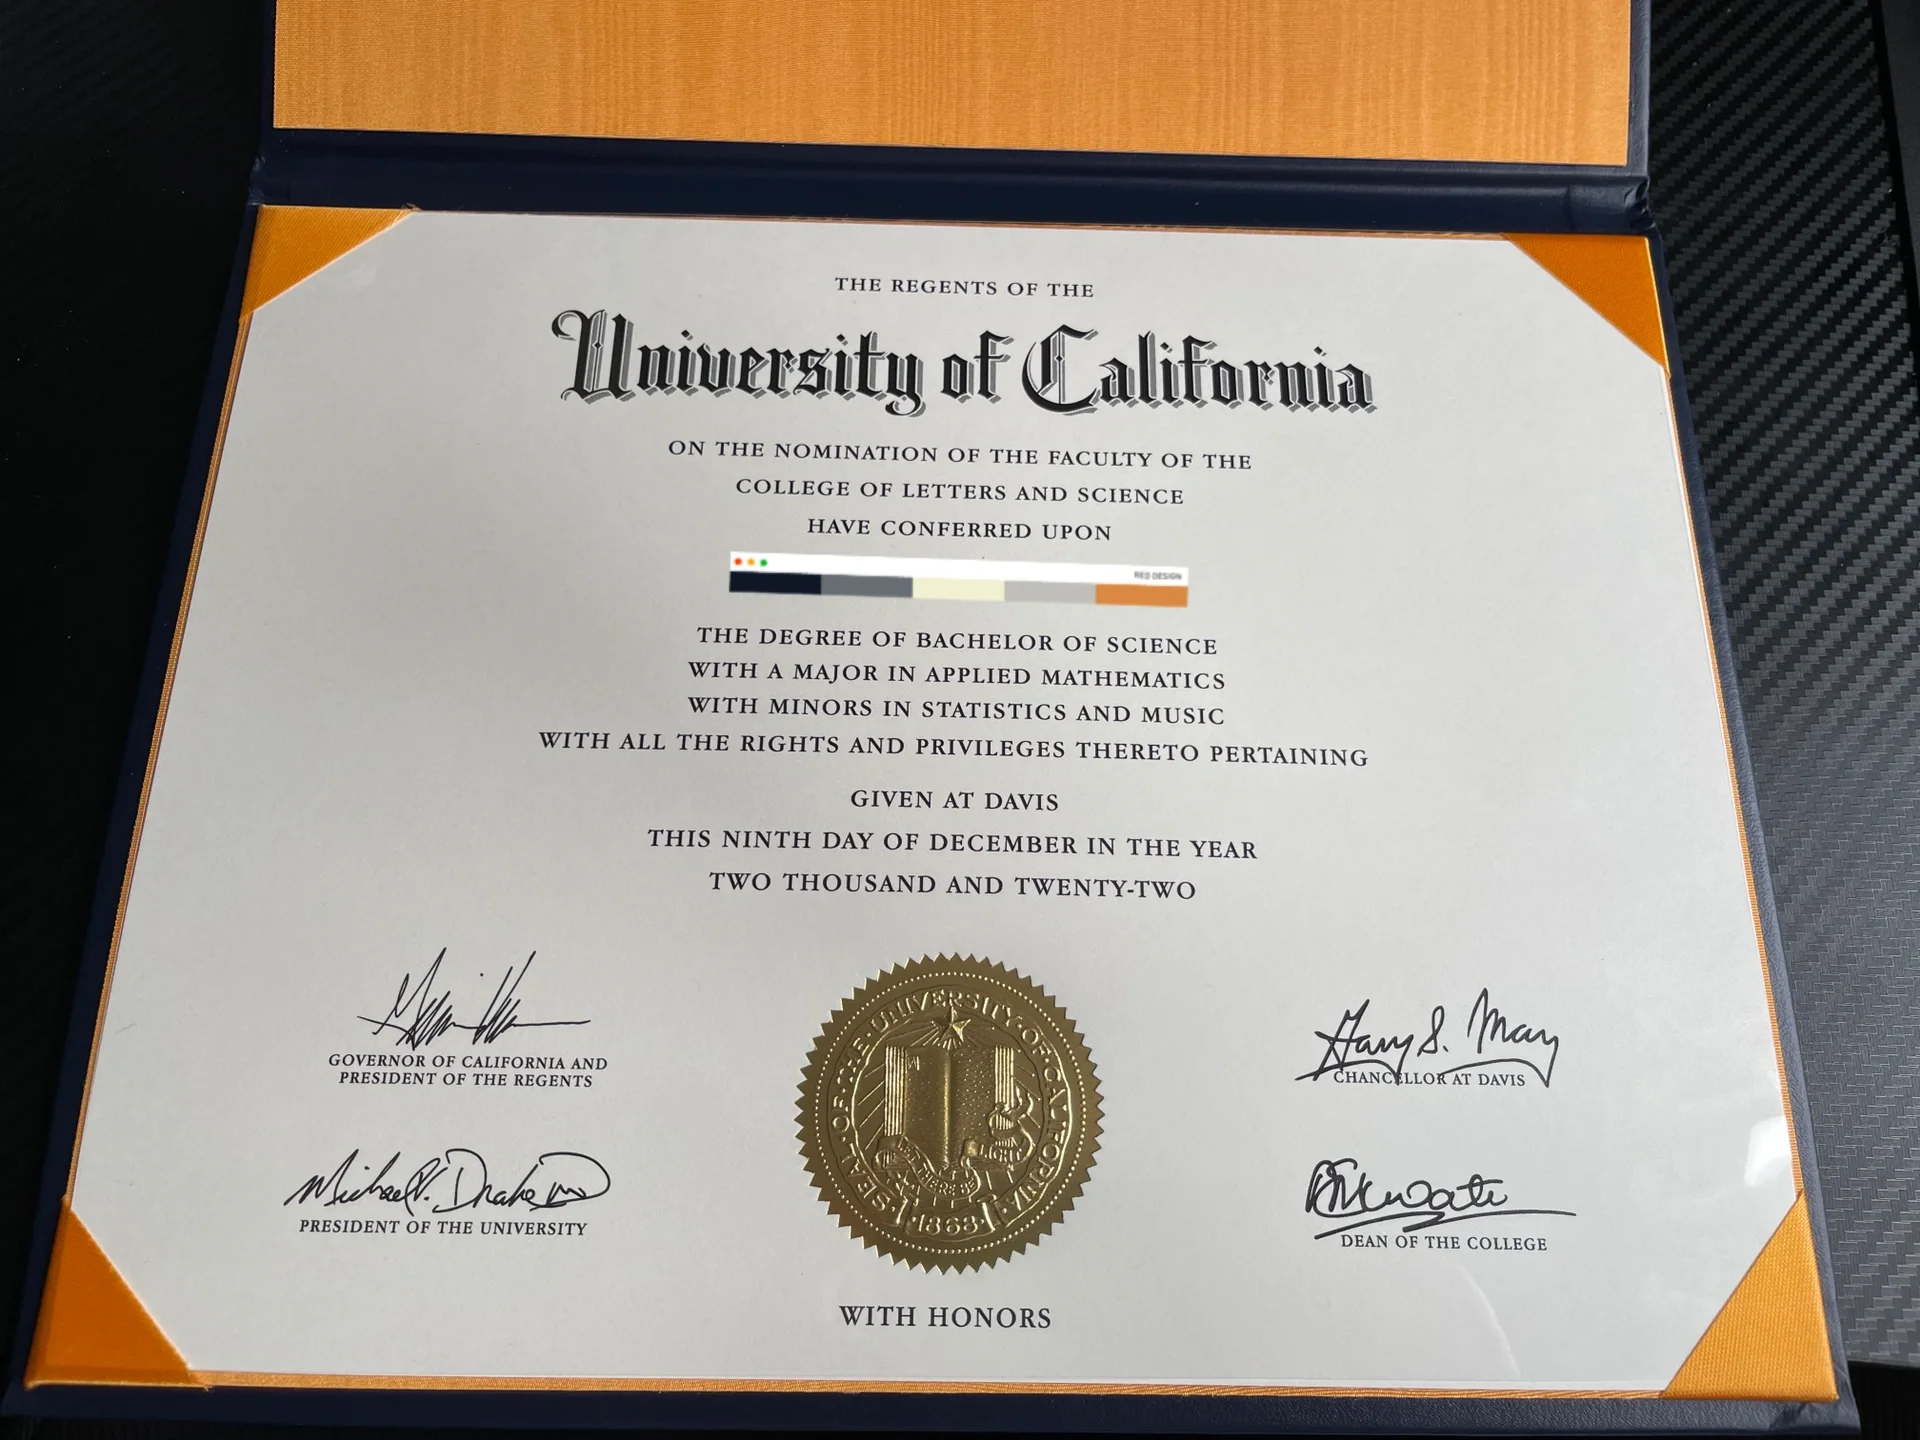 THE REGENTS OF THE
University of California
ON THE NOMINATION OF THE FACULTY OF THE
COLLEGE OF LETTERS AND SCIENCE
HAVE CONFERRED UPON
RED DESIGN
THE DEGREE OF BACHELOR OF SCIENCE
WITH A MAJOR IN APPLIED MATHEMATICS
WITH MINORS IN STATISTICS AND MUSIC
WITH ALL THE RIGHTS AND PRIVILEGES THERETO PERTAINING
GIVEN AT DAVIS
THIS NINTH DAY OF DECEMBER IN THE YEAR
TWO THOUSAND AND TWENTY-TWO
GOVERNOR OF CALIFORNIA AND
PRESIDENT OF THE REGENTS
Gary S. May
CHANCELLOR AT DAVIS
Michael V. Drake MD
PRESIDENT OF THE UNIVERSITY
DEAN OF THE COLLEGE
SEAL·OF·THE·UNIVERSITY·OF·CALIFORNIA
LET THERE BE LIGHT
·1868·
WITH HONORS